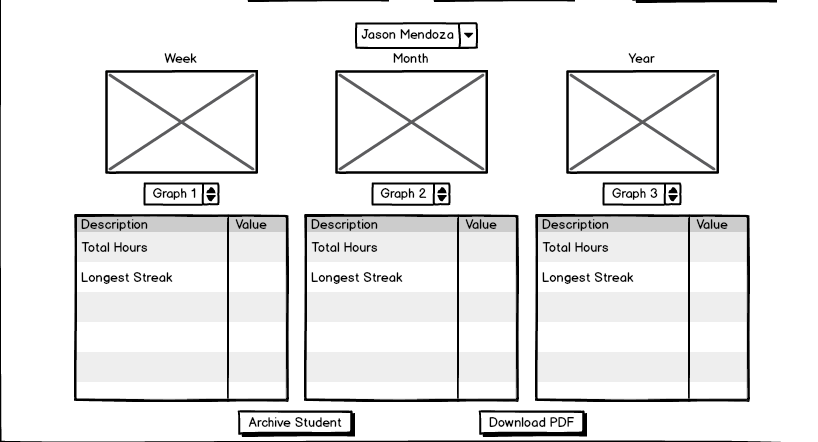 Jason Mendoza
Week Month Year
Graph 1 Graph 2 Graph 3
Description Value Description Value Description Value
Total Hours Total Hours Total Hours
Longest Streak Longest Streak Longest Streak
Archive Student Download PDF